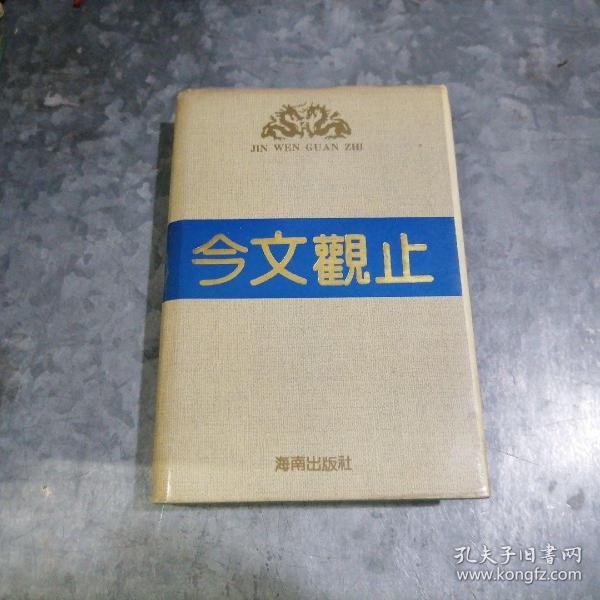 JIN WEN GUAN ZHI
今文觀止
海南出版社
孔夫子旧書网
www.kongfz.com